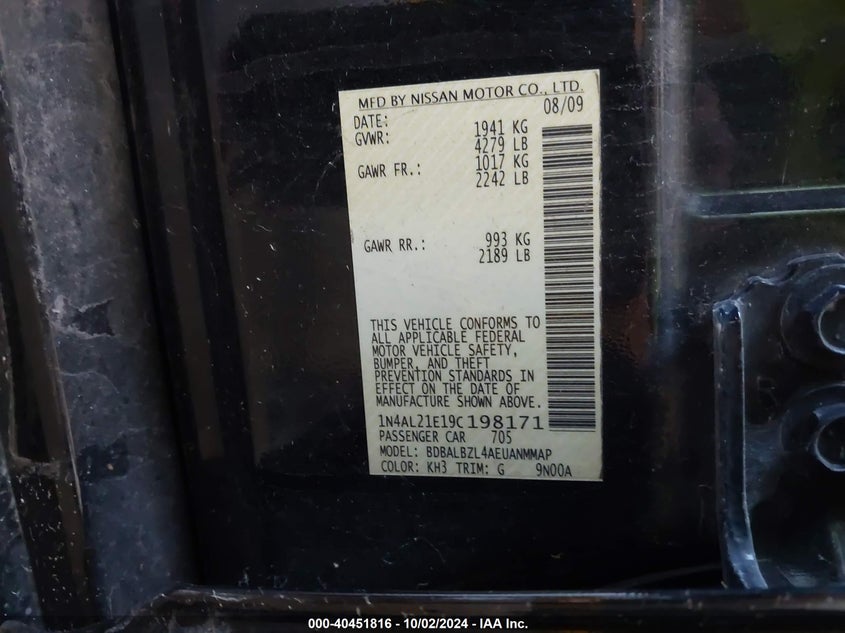 MFD BY NISSAN MOTOR CO., LTD.
DATE: 08/09
GVWR: 1941 KG
4279 LB
GAWR FR.: 1017 KG
2242 LB
GAWR RR.: 993 KG
2189 LB
THIS VEHICLE CONFORMS TO
ALL APPLICABLE FEDERAL
MOTOR VEHICLE SAFETY,
BUMPER, AND THEFT
PREVENTION STANDARDS IN
EFFECT ON THE DATE OF
MANUFACTURE SHOWN ABOVE.
1N4AL21E19C198171
PASSENGER CAR 705
MODEL: BDBALBZL4AEUANMMAP
COLOR: KH3 TRIM: G 9N00A
000-40451816 - 10/02/2024 - IAA Inc.